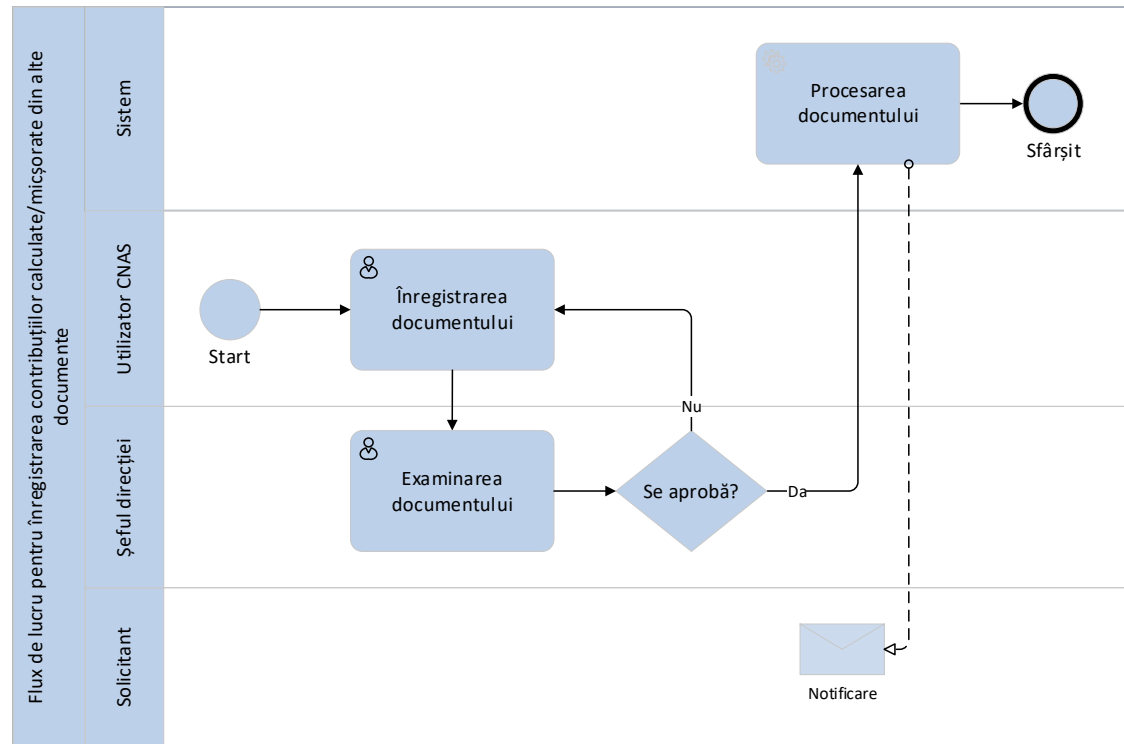 Flux de lucru pentru înregistrarea contribuțiilor calculate/micșorate din alte
documente
Sistem
Procesarea
documentului
Sfârșit
Utilizator CNAS
Start
Înregistrarea
documentului
Nu
Șeful direcției
Examinarea
documentului
Se aprobă?
Da
Solicitant
Notificare